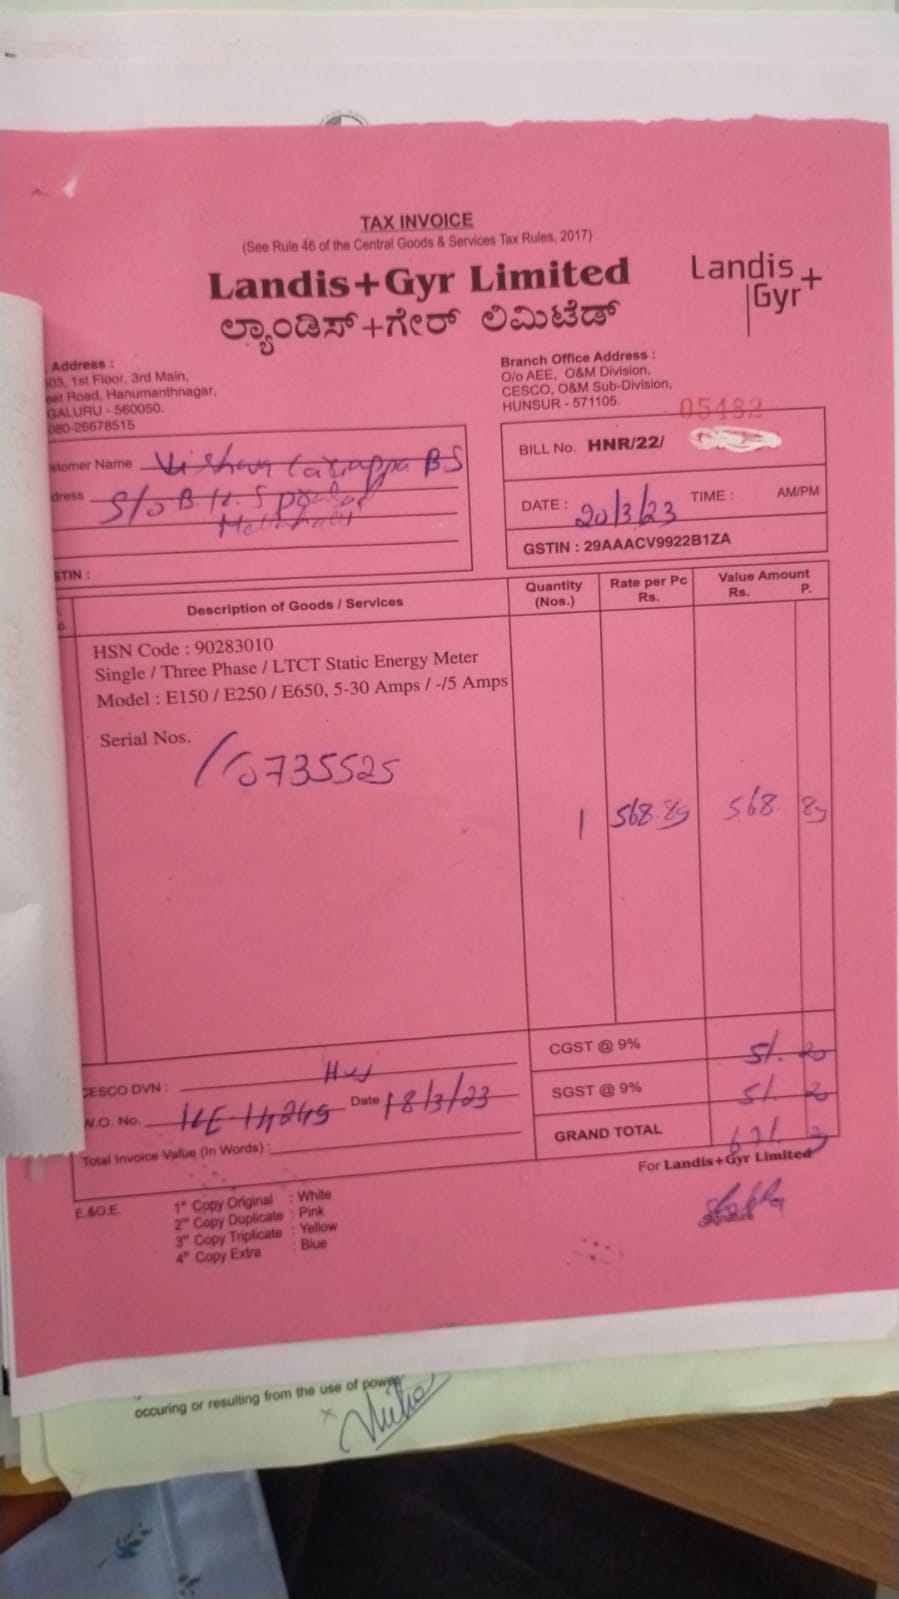 TAX INVOICE
(See Rule 46 of the Central Goods & Services Tax Rules, 2017)
Landis+Gyr Limited
ಲ್ಯಾಂಡಿಸ್+ಗೇರ್ ಲಿಮಿಟೆಡ್
Landis
Gyr+
Address :
03, 1st Floor, 3rd Main,
eet Road, Hanumanthnagar,
GALURU - 560050.
080-26678515
Branch Office Address :
O/o AEE, O&M Division,
CESCO, O&M Sub-Division,
HUNSUR - 571105.
05482
stomer Name BS
dress S/o B.
BILL No. HNR/22/
DATE : 20/3/23 TIME : AM/PM
GSTIN : 29AAACV9922B1ZA
STIN :
Description of Goods / Services
Quantity (Nos.)
Rate per Pc Rs.
Value Amount Rs. P.
HSN Code : 90283010
Single / Three Phase / LTCT Static Energy Meter
Model : E150 / E250 / E650, 5-30 Amps / -/5 Amps
Serial Nos.
0735525
1 568.89 568. 89
CGST @ 9% 51. 20
SGST @ 9% 51. 20
GRAND TOTAL 671.
CESCO DVN :
W.O. No. 14249 Date 18/3/23
Total Invoice Value (In Words) :
For Landis+Gyr Limited
Signature
E.&O.E.
1st Copy Original : White
2nd Copy Duplicate : Pink
3rd Copy Triplicate : Yellow
4th Copy Extra : Blue
occuring or resulting from the use of power